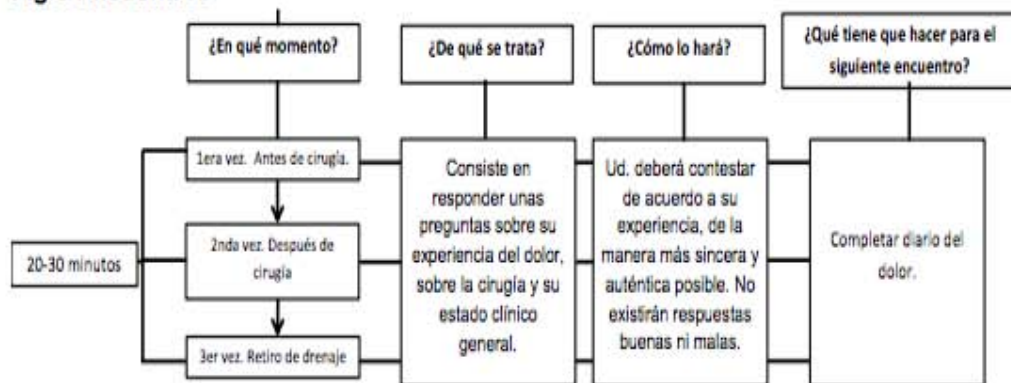 ¿En qué momento?
¿De qué se trata?
¿Cómo lo hará?
¿Qué tiene que hacer para el
siguiente encuentro?
20-30 minutos
1era vez. Antes de cirugía.
2nda vez. Después de
cirugía
3er vez. Retiro de drenaje
Consiste en
responder unas
preguntas sobre su
experiencia del dolor,
sobre la cirugía y su
estado clínico
general.
Ud. deberá contestar
de acuerdo a su
experiencia, de la
manera más sincera y
auténtica posible. No
existirán respuestas
buenas ni malas.
Completar diario del
dolor.